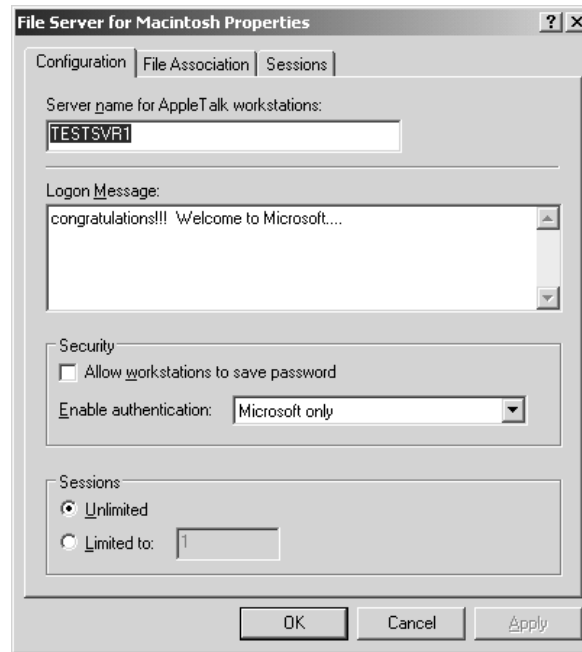 File Server for Macintosh Properties
Configuration File Association Sessions
Server name for AppleTalk workstations:
TESTSVR1
Logon Message:
congratulations!!!  Welcome to Microsoft....
Security
Allow workstations to save password
Enable authentication: Microsoft only
Sessions
Unlimited
Limited to: 1
OK Cancel Apply